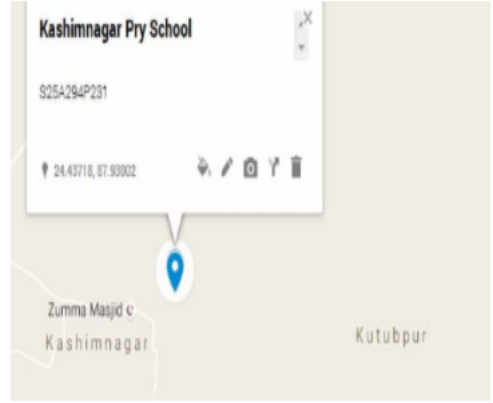 Kashimnagar Pry School
S25A294P231
24.43718, 87.93002
Zumma Masjid
Kashimnagar
Kutubpur